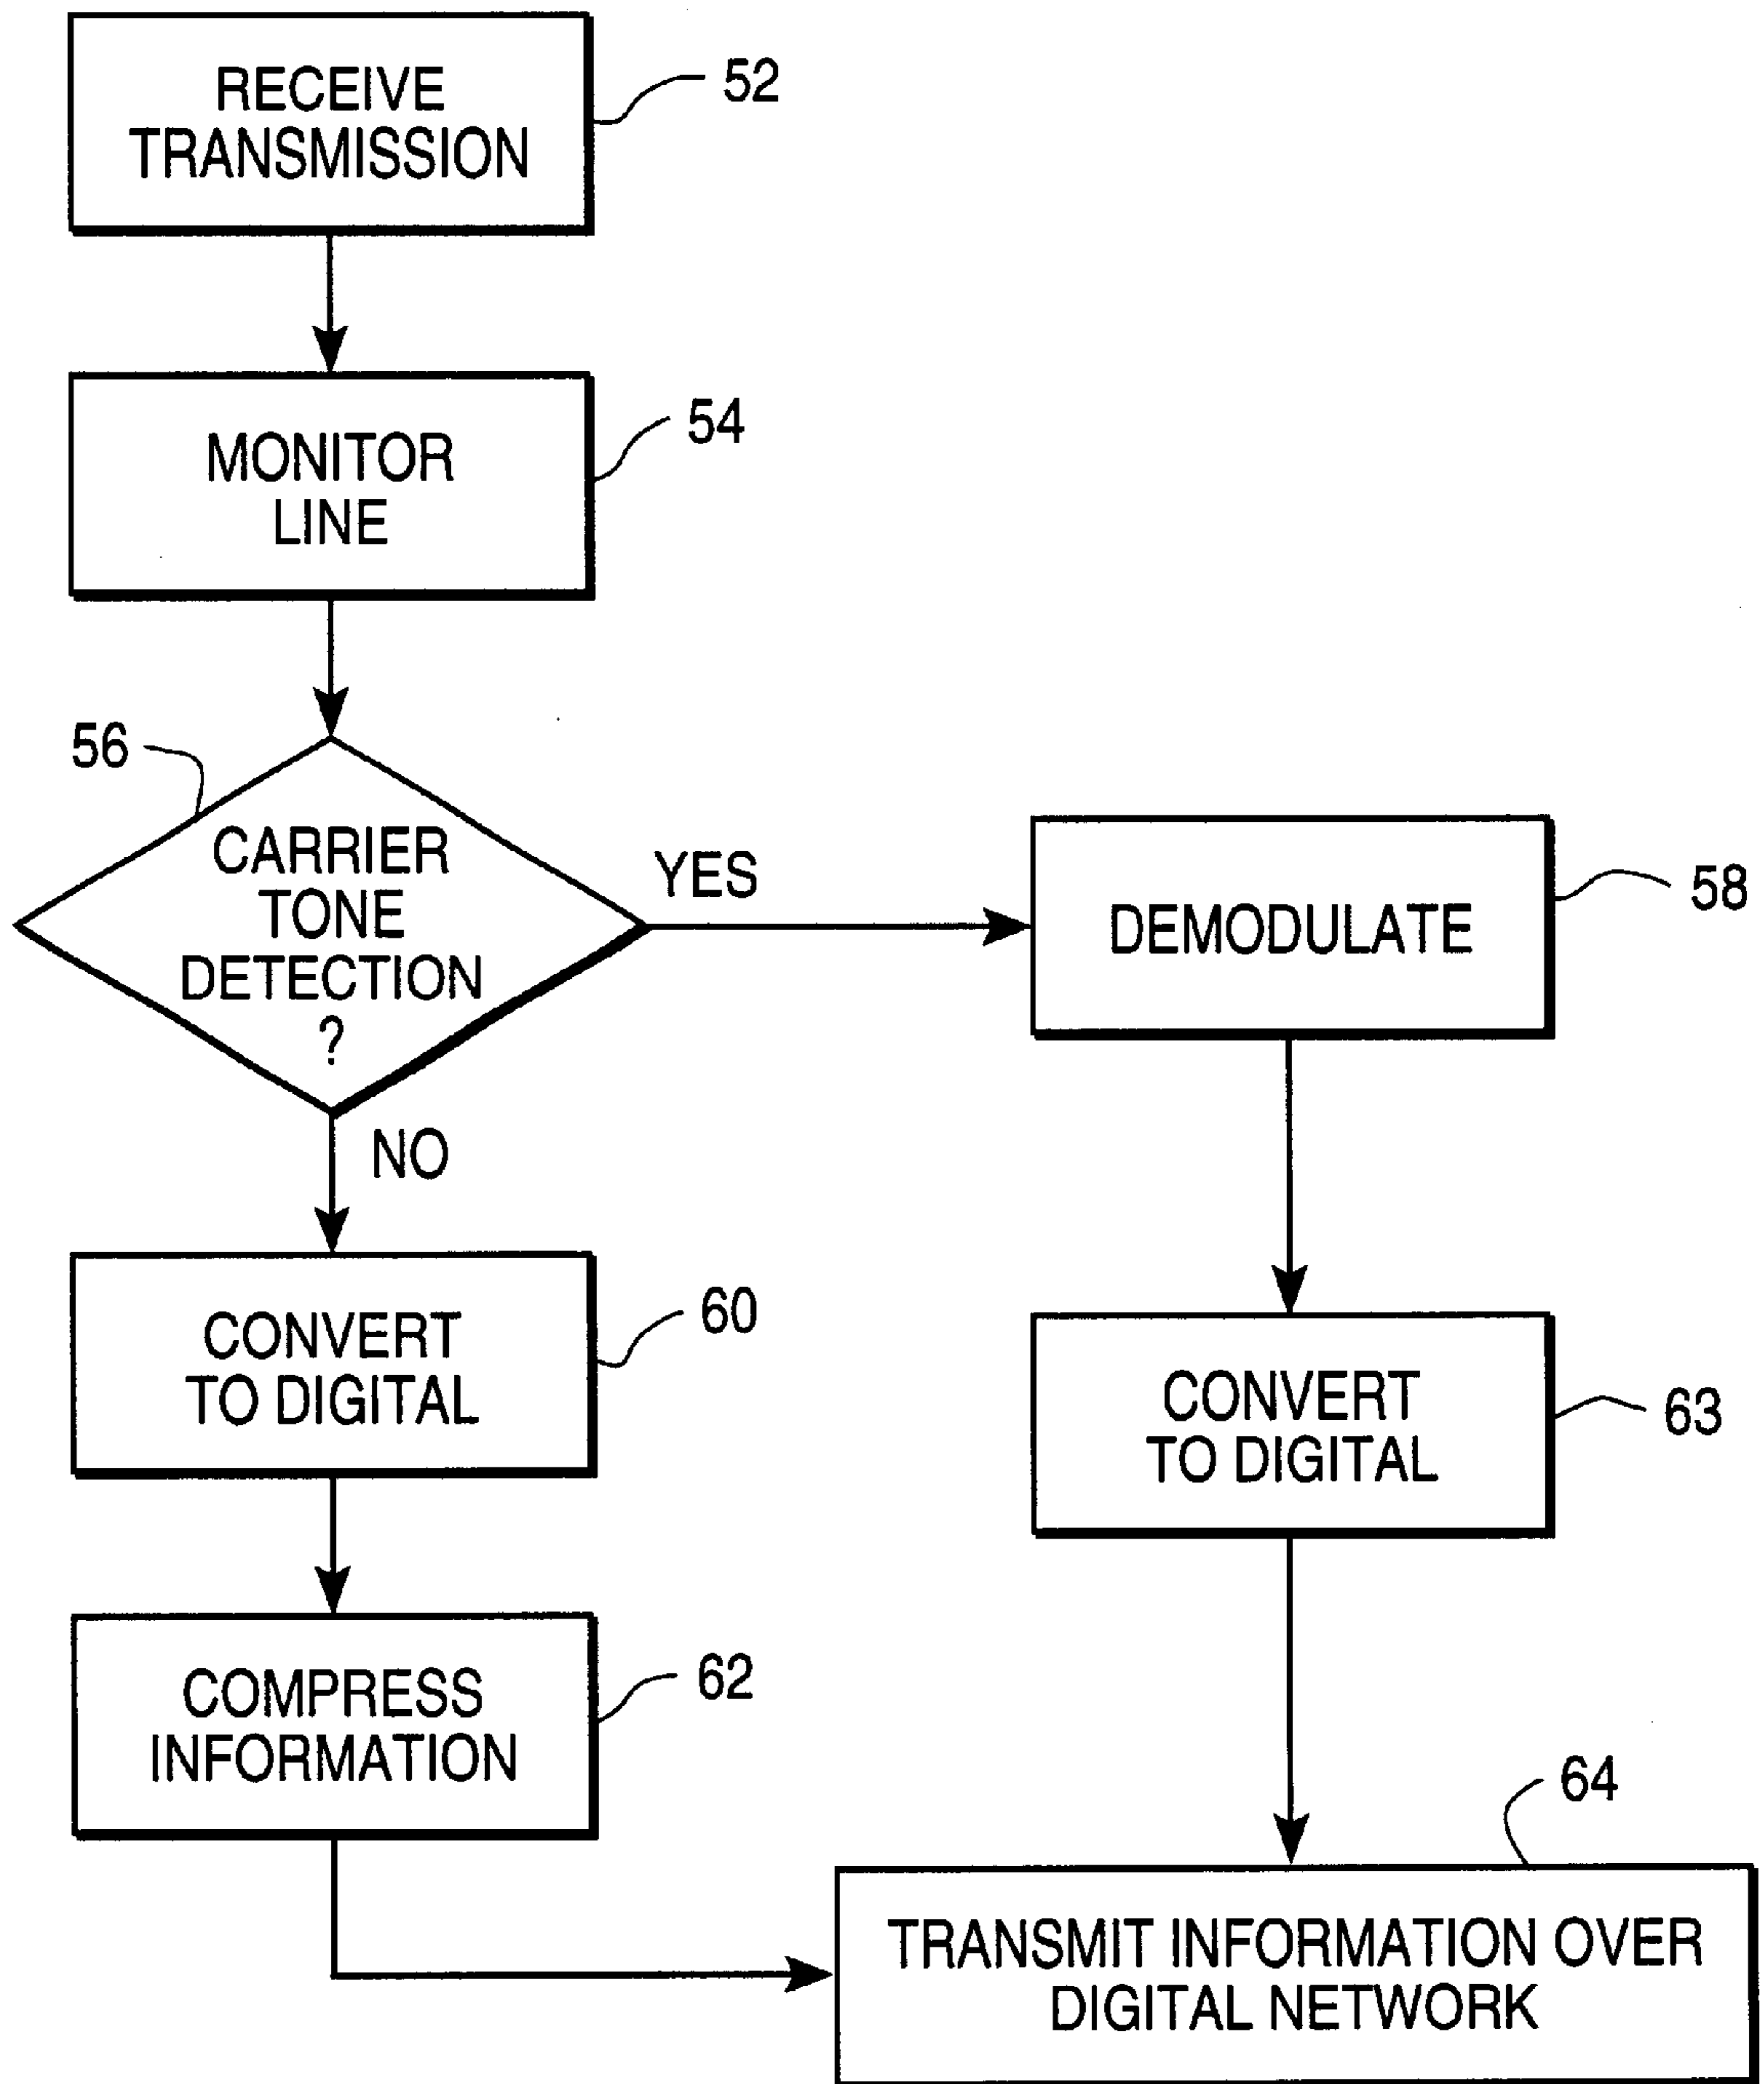 RECEIVE
TRANSMISSION
52
MONITOR
LINE
54
56
CARRIER
TONE
DETECTION
?
YES
NO
DEMODULATE
58
CONVERT
TO DIGITAL
60
CONVERT
TO DIGITAL
63
COMPRESS
INFORMATION
62
64
TRANSMIT INFORMATION OVER
DIGITAL NETWORK